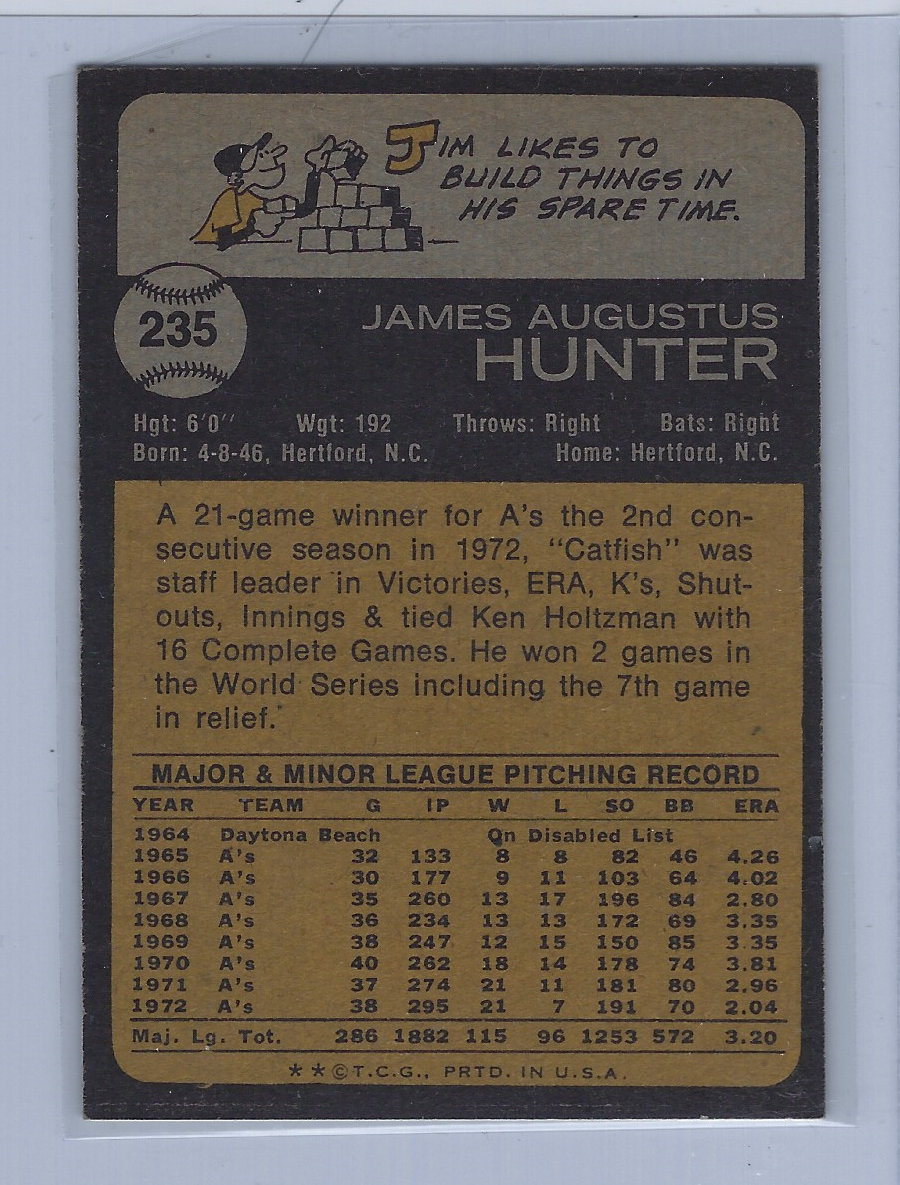 JIM LIKES TO
BUILD THINGS IN
HIS SPARE TIME.
235
JAMES AUGUSTUS
HUNTER
Hgt: 6'0" Wgt: 192 Throws: Right Bats: Right
Born: 4-8-46, Hertford, N.C. Home: Hertford, N.C.
A 21-game winner for A's the 2nd con-
secutive season in 1972, "Catfish" was
staff leader in Victories, ERA, K's, Shut-
outs, Innings & tied Ken Holtzman with
16 Complete Games. He won 2 games in
the World Series including the 7th game
in relief.
MAJOR & MINOR LEAGUE PITCHING RECORD
YEAR TEAM G IP W L SO BB ERA
1964 Daytona Beach On Disabled List
1965 A's 32 133 8 8 82 46 4.26
1966 A's 30 177 9 11 103 64 4.02
1967 A's 35 260 13 17 196 84 2.80
1968 A's 36 234 13 13 172 69 3.35
1969 A's 38 247 12 15 150 85 3.35
1970 A's 40 262 18 14 178 74 3.81
1971 A's 37 274 21 11 181 80 2.96
1972 A's 38 295 21 7 191 70 2.04
Maj. Lg. Tot. 286 1882 115 96 1253 572 3.20
**©T.C.G., PRTD. IN U.S.A.